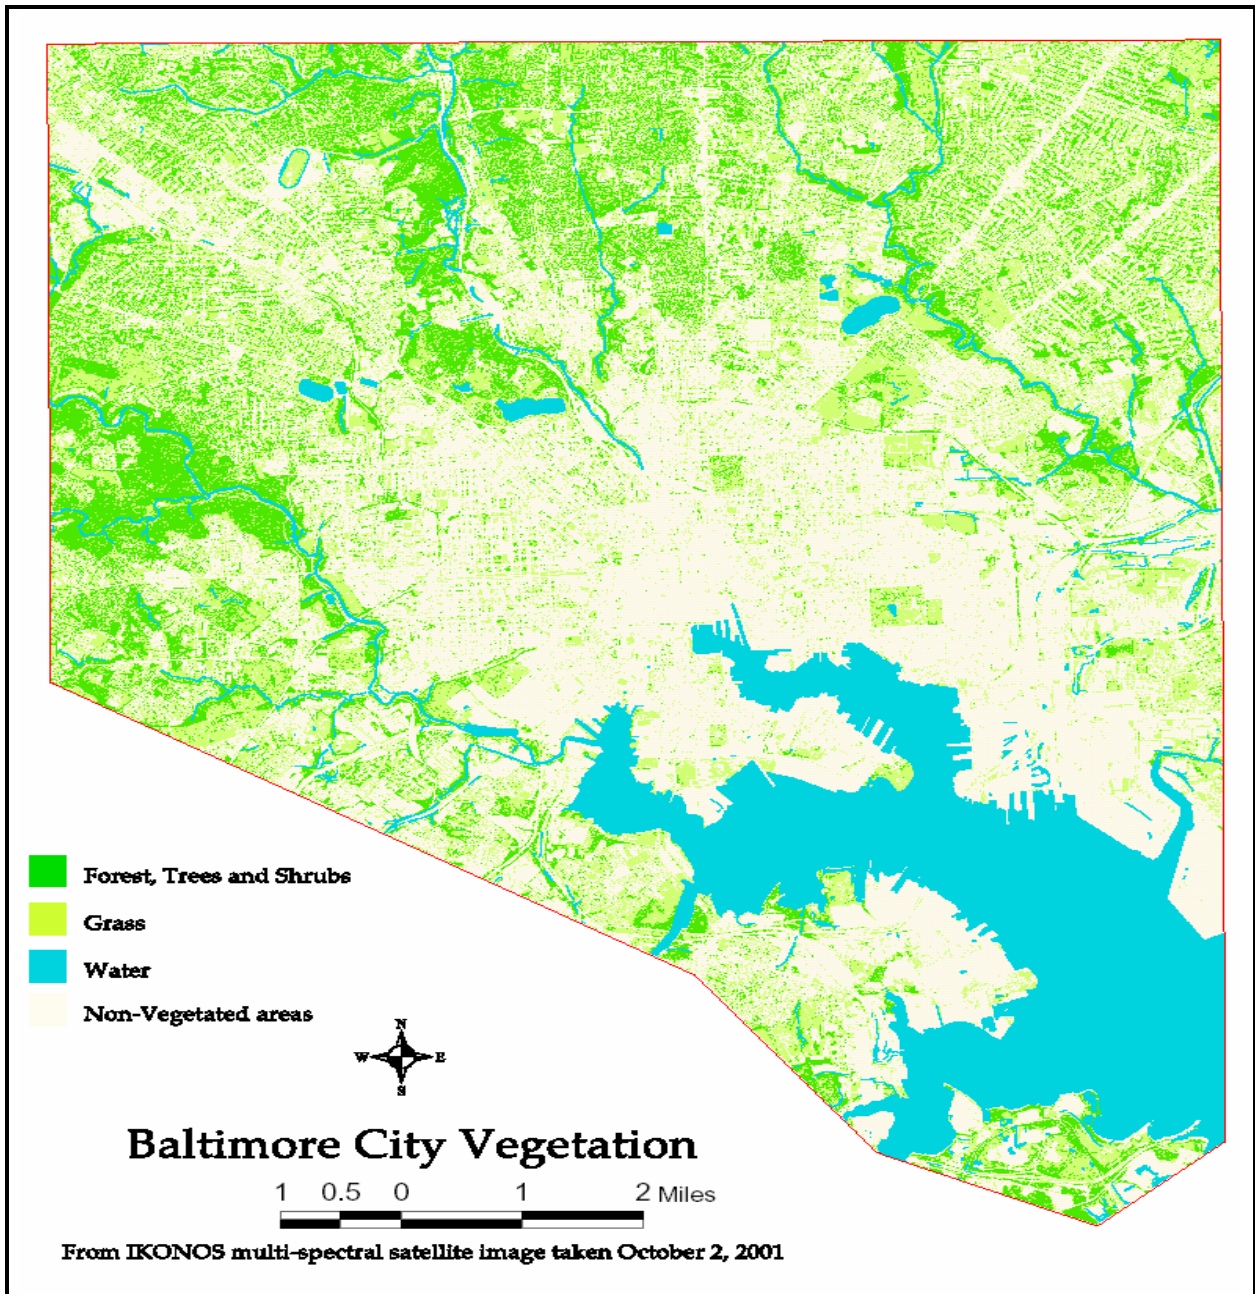 Forest, Trees and Shrubs
Grass
Water
Non-Vegetated areas
N
W E
S
Baltimore City Vegetation
1 0.5 0 1 2 Miles
From IKONOS multi-spectral satellite image taken October 2, 2001